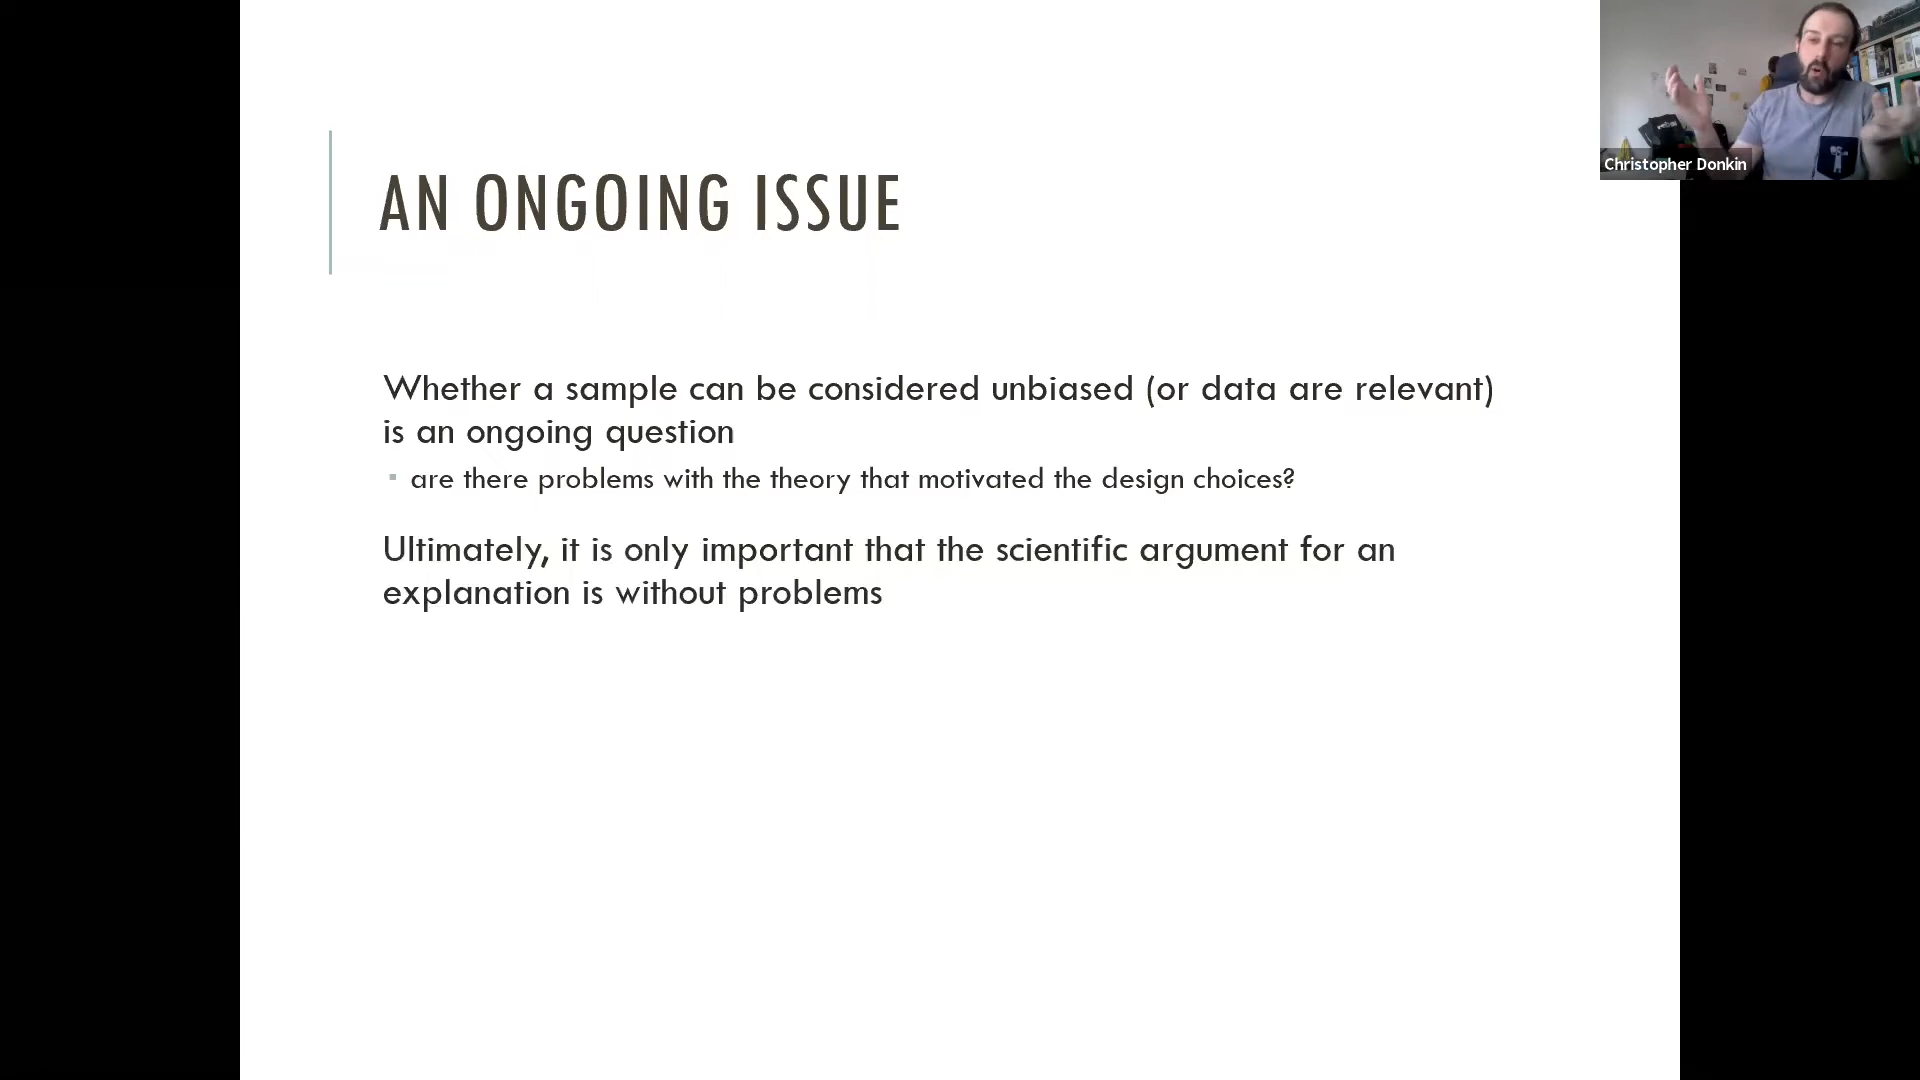 AN ONGOING ISSUE
Whether a sample can be considered unbiased (or data are relevant)
is an ongoing question
▪ are there problems with the theory that motivated the design choices?
Ultimately, it is only important that the scientific argument for an
explanation is without problems
Christopher Donkin